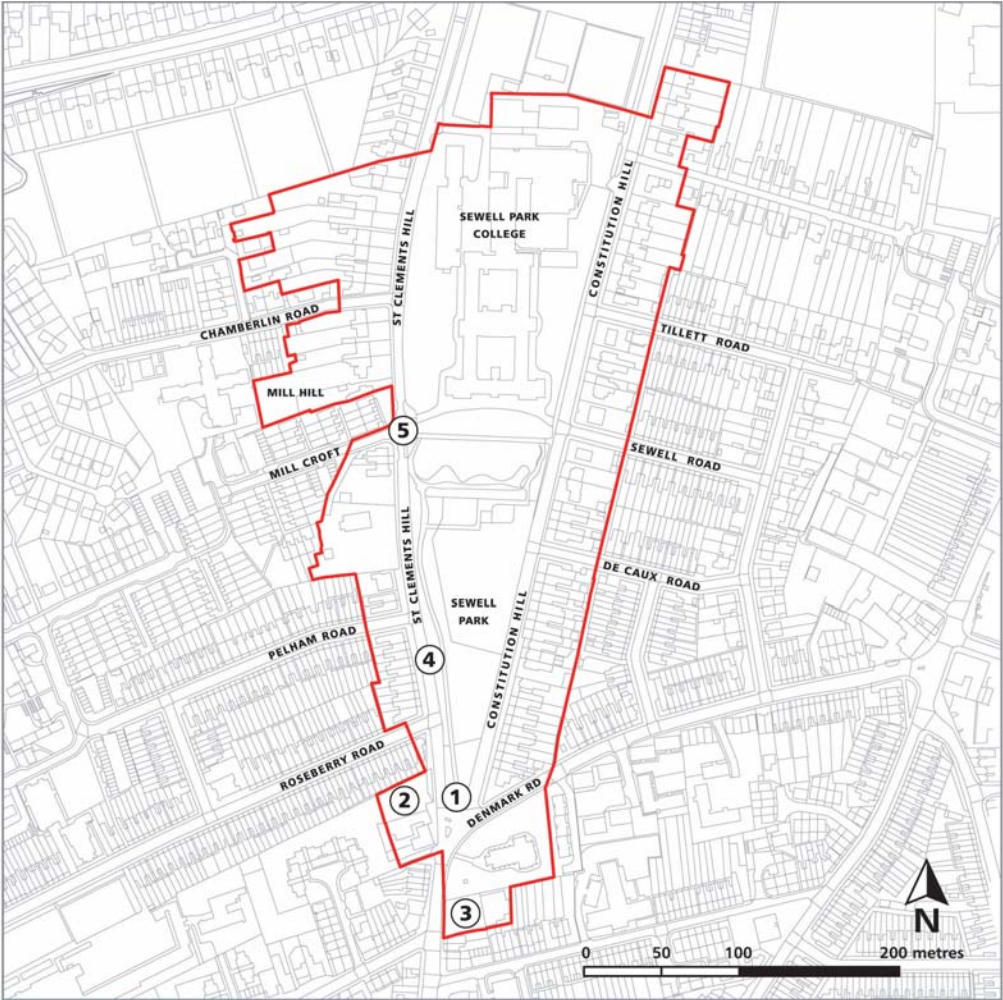 SEWELL PARK
COLLEGE
CONSTITUTION HILL
ST CLEMENTS HILL
CHAMBERLIN ROAD
TILLETT ROAD
MILL HILL
5
MILL CROFT
SEWELL ROAD
ST CLEMENTS HILL
DE CAUX ROAD
SEWELL
PARK
PELHAM ROAD
4
CONSTITUTION HILL
ROSEBERRY ROAD
2
1
DENMARK RD
3
N
0 50 100 200 metres